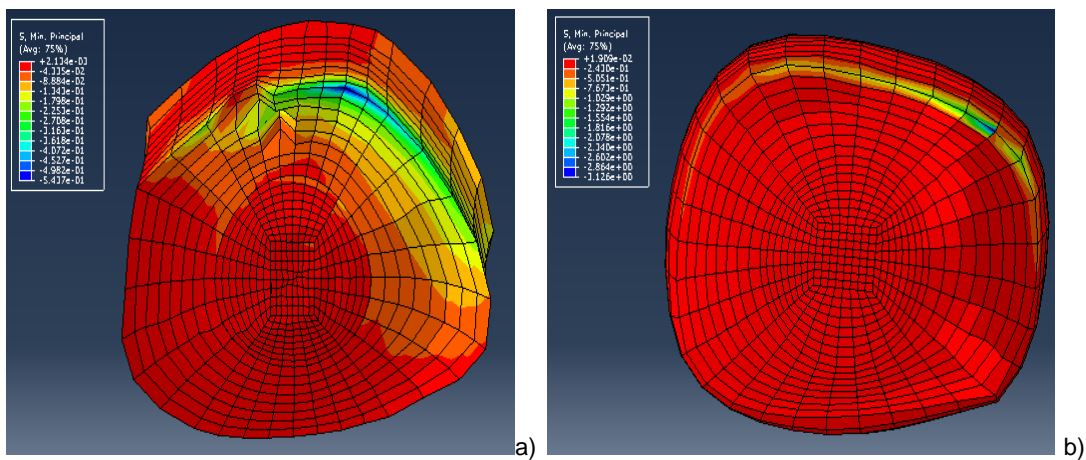 S, Min. Principal
(Avg: 75%)
+2.134e-03
-4.335e-02
-8.884e-02
-1.343e-01
-1.798e-01
-2.253e-01
-2.708e-01
-3.163e-01
-3.618e-01
-4.072e-01
-4.527e-01
-4.982e-01
-5.437e-01
a)
S, Min. Principal
(Avg: 75%)
+1.909e-02
-2.430e-01
-5.051e-01
-7.673e-01
-1.029e+00
-1.292e+00
-1.554e+00
-1.816e+00
-2.078e+00
-2.340e+00
-2.602e+00
-2.864e+00
-3.126e+00
b)